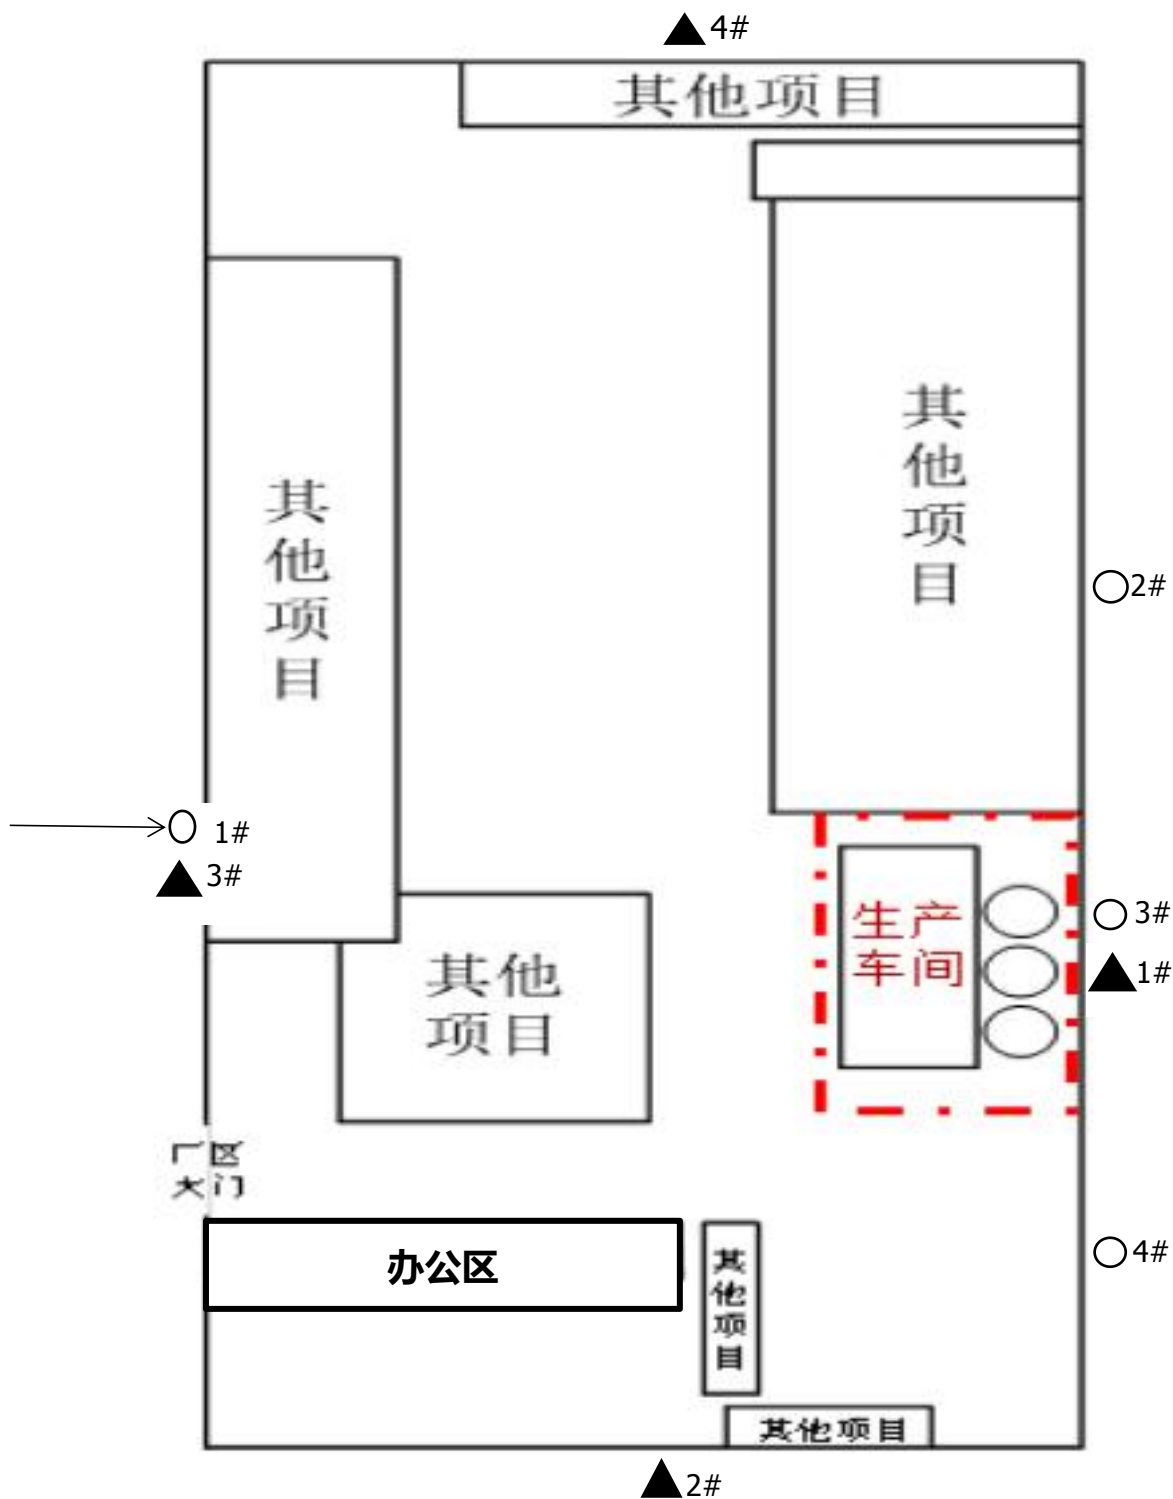 ▲4#
其他项目
其
他
项
目
其
他
项
目
○2#
○ 1#
▲3#
生产
车间
○3#
▲1#
其他
项目
厂区
大门
办公区
其
他
项
目
○4#
其他项目
▲2#